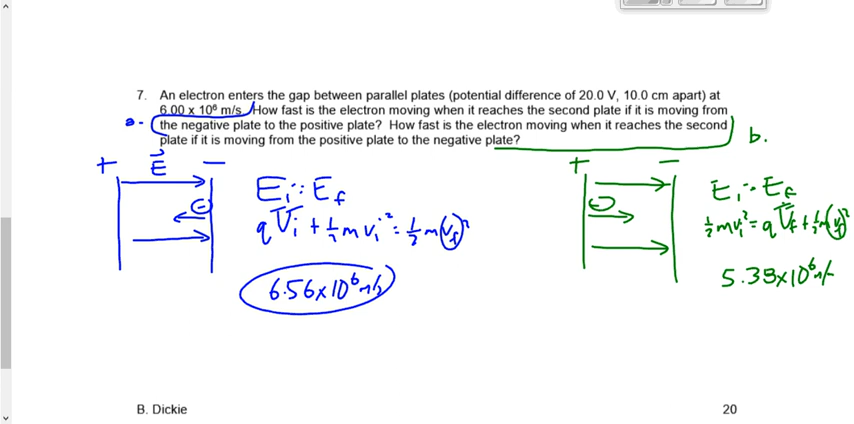 7. An electron enters the gap between parallel plates (potential difference of 20.0 V, 10.0 cm apart) at
6.00 x 10⁶ m/s. How fast is the electron moving when it reaches the second plate if it is moving from
a- the negative plate to the positive plate? How fast is the electron moving when it reaches the second
plate if it is moving from the positive plate to the negative plate?
b.
+ E⃗ −
Ei = Ef
qVi + ½mvi² = ½m(vf)²
6.56x10⁶ m/s
+ −
Ei = Ef
½mvi² = qVf + ½m(vf)²
5.38x10⁶ m/s
B. Dickie
20